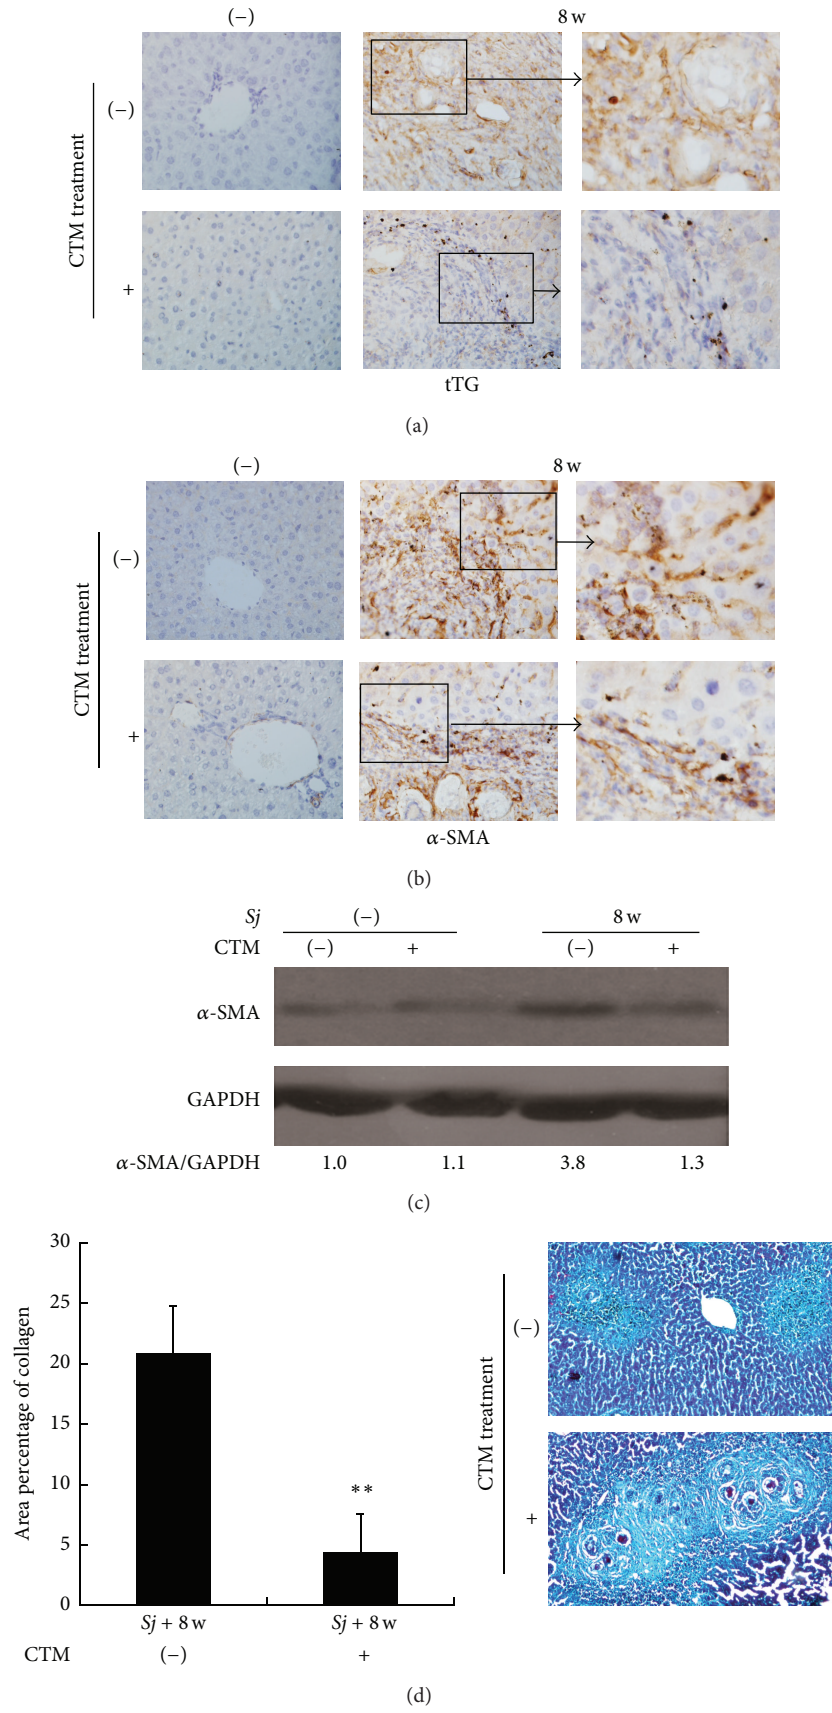 (−) 8 w
CTM treatment
(−)
+
tTG
(a)
(−) 8 w
CTM treatment
(−)
+
α-SMA
(b)
Sj (−) 8 w
CTM (−) + (−) +
α-SMA
GAPDH
α-SMA/GAPDH 1.0 1.1 3.8 1.3
(c)
Area percentage of collagen
30
25
20
15
10
5
0
**
Sj + 8 w Sj + 8 w
CTM (−) +
CTM treatment
(−)
+
(d)